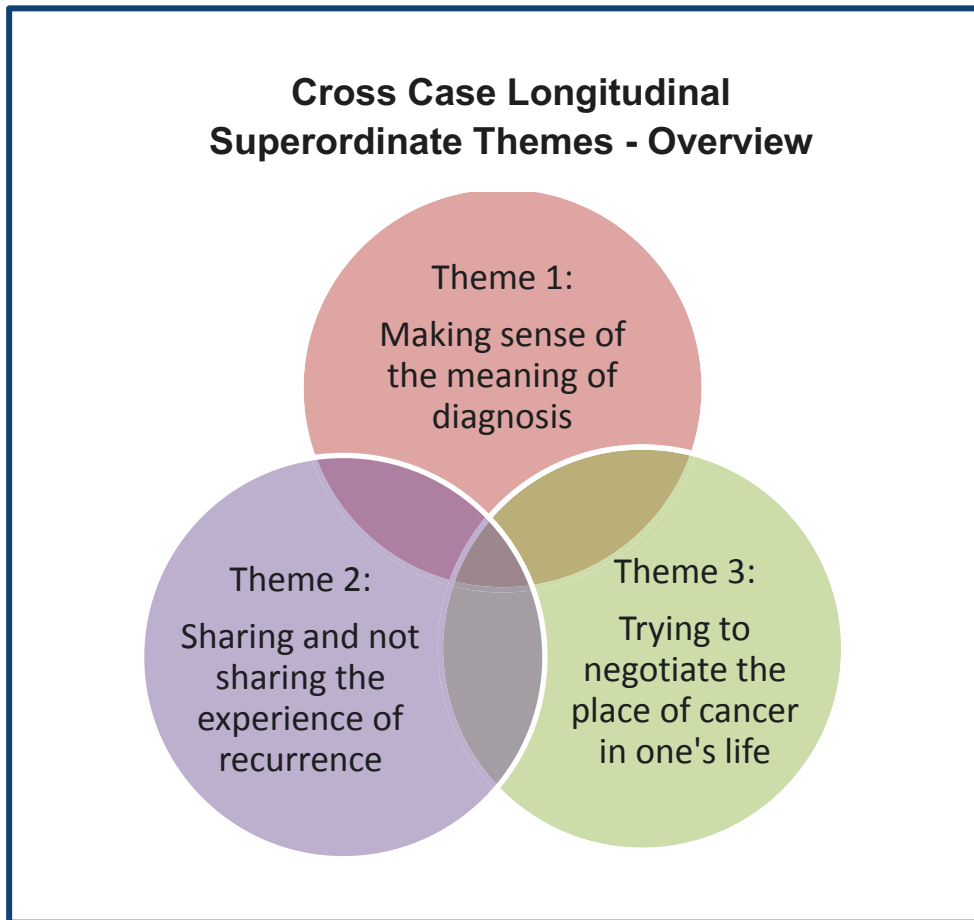 Cross Case Longitudinal
Superordinate Themes - Overview
Theme 1:
Making sense of
the meaning of
diagnosis
Theme 2:
Sharing and not
sharing the
experience of
recurrence
Theme 3:
Trying to
negotiate the
place of cancer
in one's life